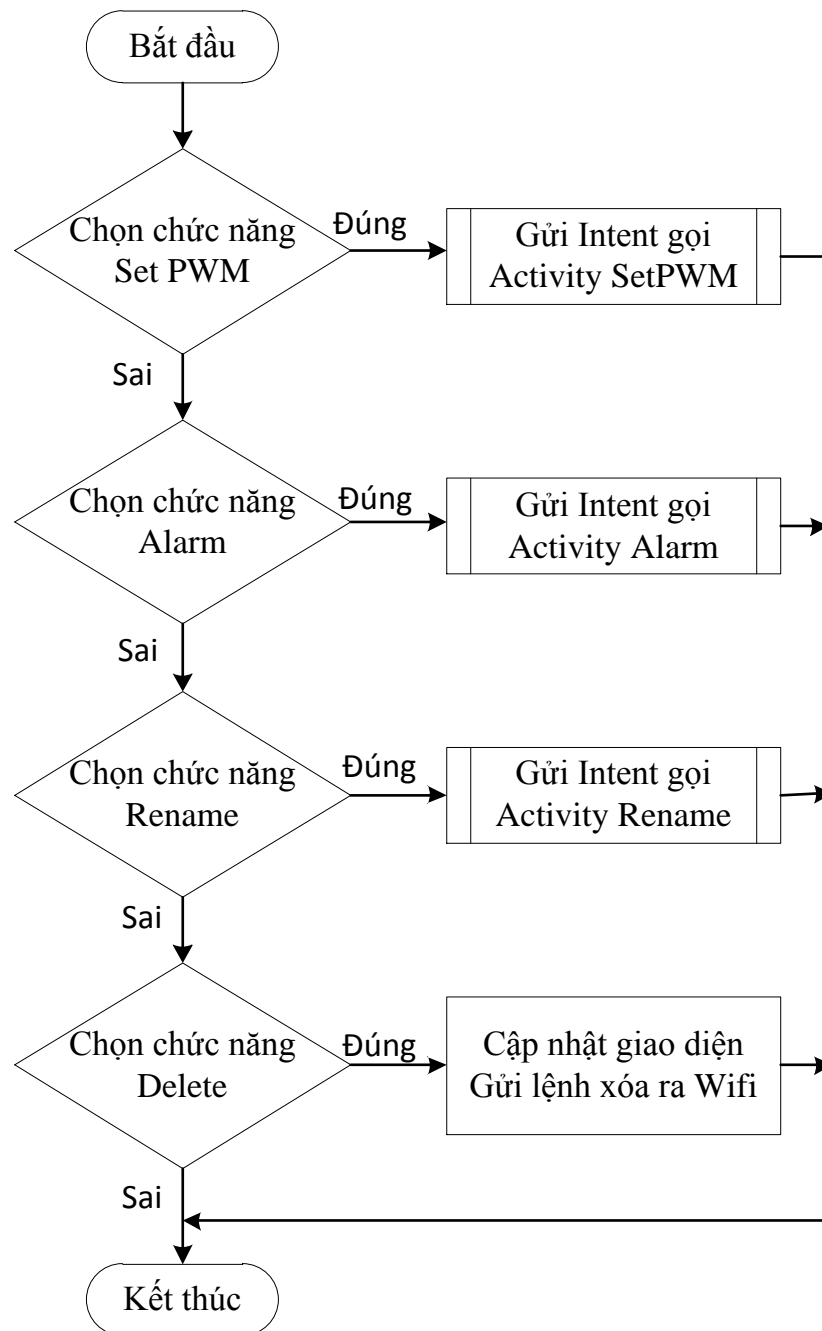 Bắt đầu
Chọn chức năng
Set PWM
Đúng
Gửi Intent gọi
Activity SetPWM
Sai
Chọn chức năng
Alarm
Đúng
Gửi Intent gọi
Activity Alarm
Sai
Chọn chức năng
Rename
Đúng
Gửi Intent gọi
Activity Rename
Sai
Chọn chức năng
Delete
Đúng
Cập nhật giao diện
Gửi lệnh xóa ra Wifi
Sai
Kết thúc